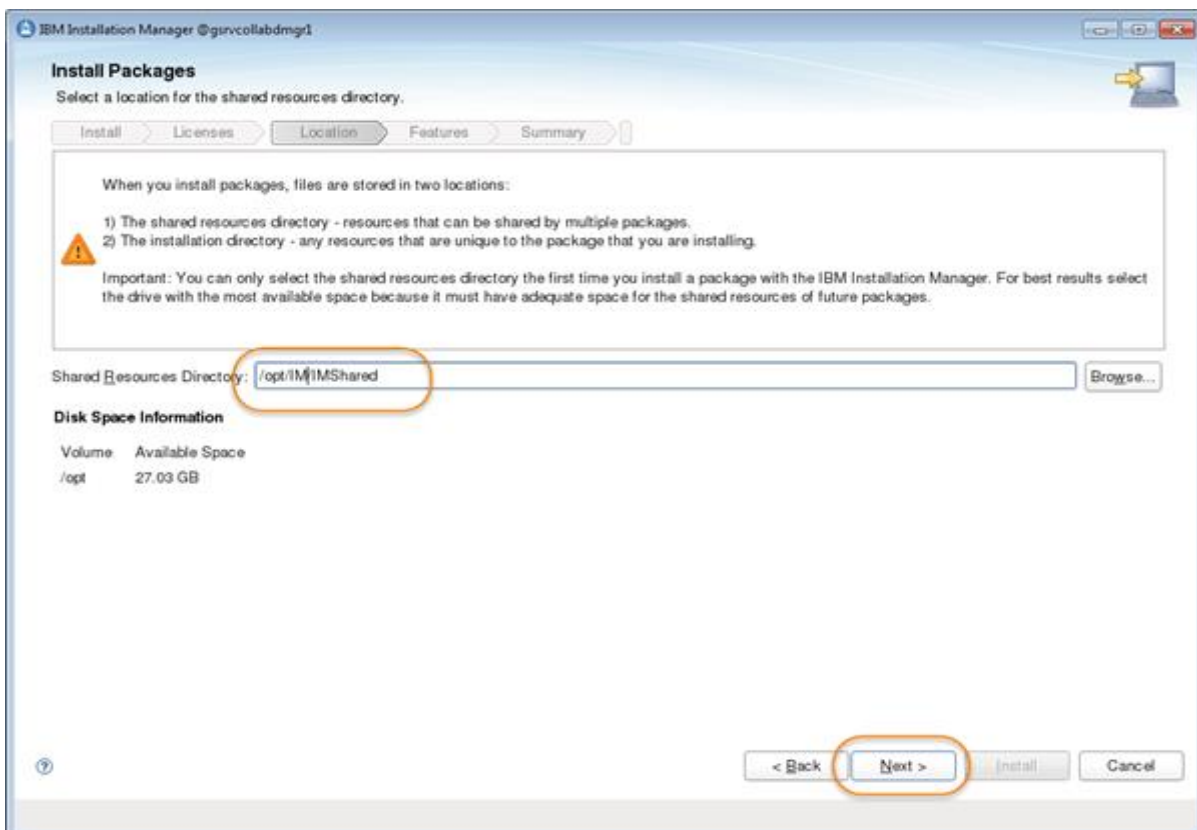 IBM Installation Manager @gsrvcollabdmgr1
Install Packages
Select a location for the shared resources directory.
Install Licenses Location Features Summary
When you install packages, files are stored in two locations:
1) The shared resources directory - resources that can be shared by multiple packages.
2) The installation directory - any resources that are unique to the package that you are installing.
Important: You can only select the shared resources directory the first time you install a package with the IBM Installation Manager. For best results select
the drive with the most available space because it must have adequate space for the shared resources of future packages.
Shared Resources Directory: /opt/IM/IMShared Browse...
Disk Space Information
Volume Available Space
/opt 27.03 GB
? < Back Next > Install Cancel